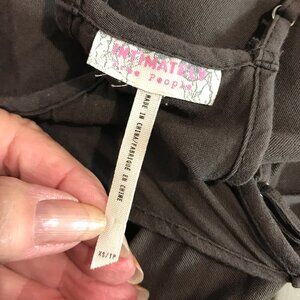 INTIMATELY
Free People
MADE IN CHINA/FABRIQUÉ EN CHINE
XS/TP